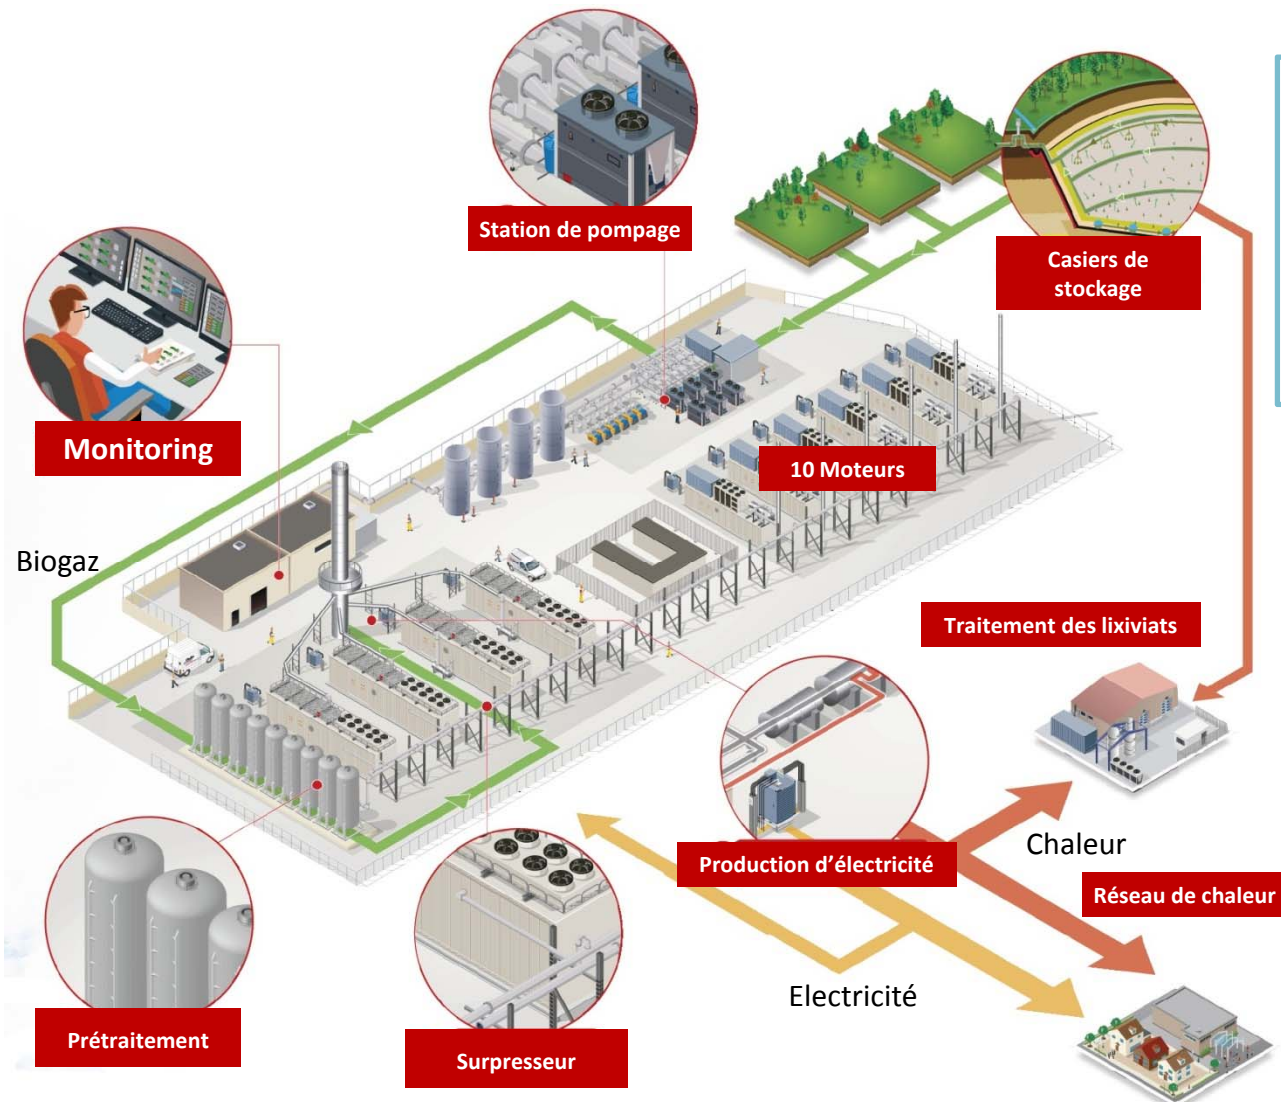 Station de pompage
Casiers de
stockage
Monitoring
10 Moteurs
Biogaz
Traitement des lixiviats
Production d’électricité
Chaleur
Réseau de chaleur
Electricité
Prétraitement
Surpresseur